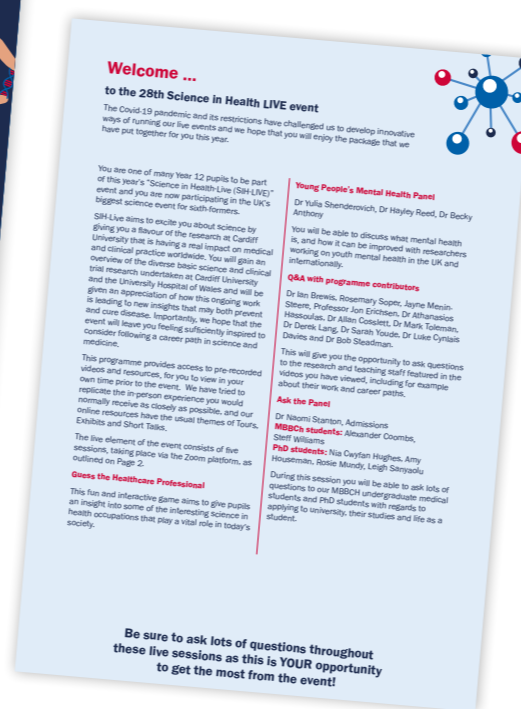 Welcome ...
to the 28th Science in Health LIVE event
The Covid-19 pandemic and its restrictions have challenged us to develop innovative
ways of running our live events and we hope that you will enjoy the package that we
have put together for you this year.
You are one of many Year 12 pupils to be part
of this year's "Science in Health-Live (SIH-LIVE)"
event and you are now participating in the UK's
biggest science event for sixth-formers.
SIH-Live aims to excite you about science by
giving you a flavour of the research at Cardiff
University that is having a real impact on medical
and clinical practice worldwide. You will gain an
overview of the diverse basic science and clinical
trial research undertaken at Cardiff University
and the University Hospital of Wales and will be
given an appreciation of how this ongoing work
is leading to new insights that may both prevent
and cure disease. Importantly, we hope that the
event will leave you feeling sufficiently inspired to
consider following a career path in science and
medicine.
This programme provides access to pre-recorded
videos and resources, for you to view in your
own time prior to the event. We have tried to
replicate the in-person experience you would
normally receive as closely as possible, and our
online resources have the usual themes of Tours,
Exhibits and Short Talks.
The live element of the event consists of five
sessions, taking place via the Zoom platform, as
outlined on Page 2.
Guess the Healthcare Professional
This fun and interactive game aims to give pupils
an insight into some of the interesting science in
health occupations that play a vital role in today's
society.
Young People's Mental Health Panel
Dr Yulia Shenderovich, Dr Hayley Reed, Dr Becky
Anthony
You will be able to discuss what mental health
is, and how it can be improved with researchers
working on youth mental health in the UK and
internationally.
Q&A with programme contributors
Dr Ian Brewis, Rosemary Soper, Jayne Menin-
Steere, Professor Jon Erichsen, Dr Athanasios
Hassoulas, Dr Allan Cosslett, Dr Mark Toleman,
Dr Derek Lang, Dr Sarah Youde, Dr Luke Cynlais
Davies and Dr Bob Steadman.
This will give you the opportunity to ask questions
to the research and teaching staff featured in the
videos you have viewed, including for example
about their work and career paths.
Ask the Panel
Dr Naomi Stanton, Admissions
MBBCh students: Alexander Coombs,
Steff Williams
PhD students: Nia Cwyfan Hughes, Amy
Houseman, Rosie Mundy, Leigh Sanyaolu
During this session you will be able to ask lots of
questions to our MBBCH undergraduate medical
students and PhD students with regards to
applying to university, their studies and life as a
student.
Be sure to ask lots of questions throughout
these live sessions as this is YOUR opportunity
to get the most from the event!